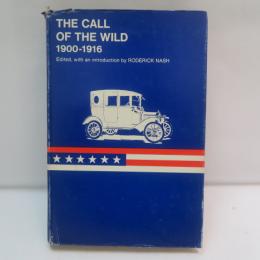 THE CALL
OF THE WILD
1900-1916
Edited, with an introduction by RODERICK NASH